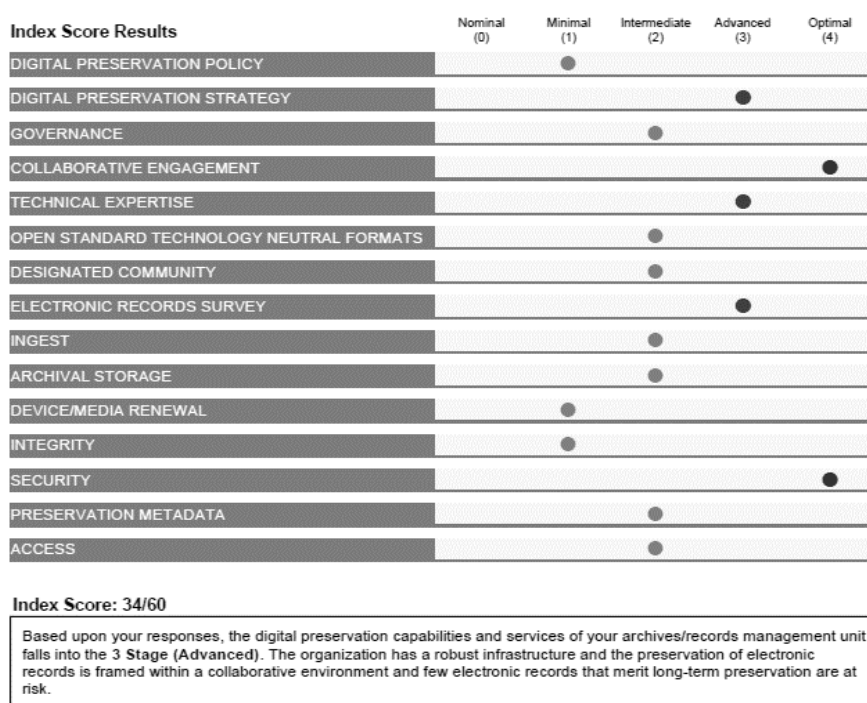 Index Score Results
Nominal Minimal Intermediate Advanced Optimal
(0) (1) (2) (3) (4)
DIGITAL PRESERVATION POLICY
DIGITAL PRESERVATION STRATEGY
GOVERNANCE
COLLABORATIVE ENGAGEMENT
TECHNICAL EXPERTISE
OPEN STANDARD TECHNOLOGY NEUTRAL FORMATS
DESIGNATED COMMUNITY
ELECTRONIC RECORDS SURVEY
INGEST
ARCHIVAL STORAGE
DEVICE/MEDIA RENEWAL
INTEGRITY
SECURITY
PRESERVATION METADATA
ACCESS
Index Score: 34/60
Based upon your responses, the digital preservation capabilities and services of your archives/records management unit
falls into the 3 Stage (Advanced). The organization has a robust infrastructure and the preservation of electronic
records is framed within a collaborative environment and few electronic records that merit long-term preservation are at
risk.